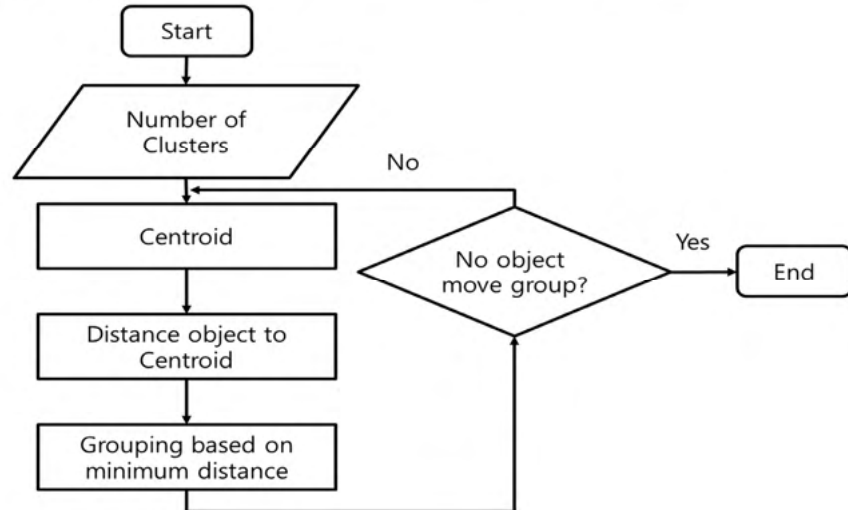 Start
Number of
Clusters
No
Centroid
No object
move group?
Yes
End
Distance object to
Centroid
Grouping based on
minimum distance